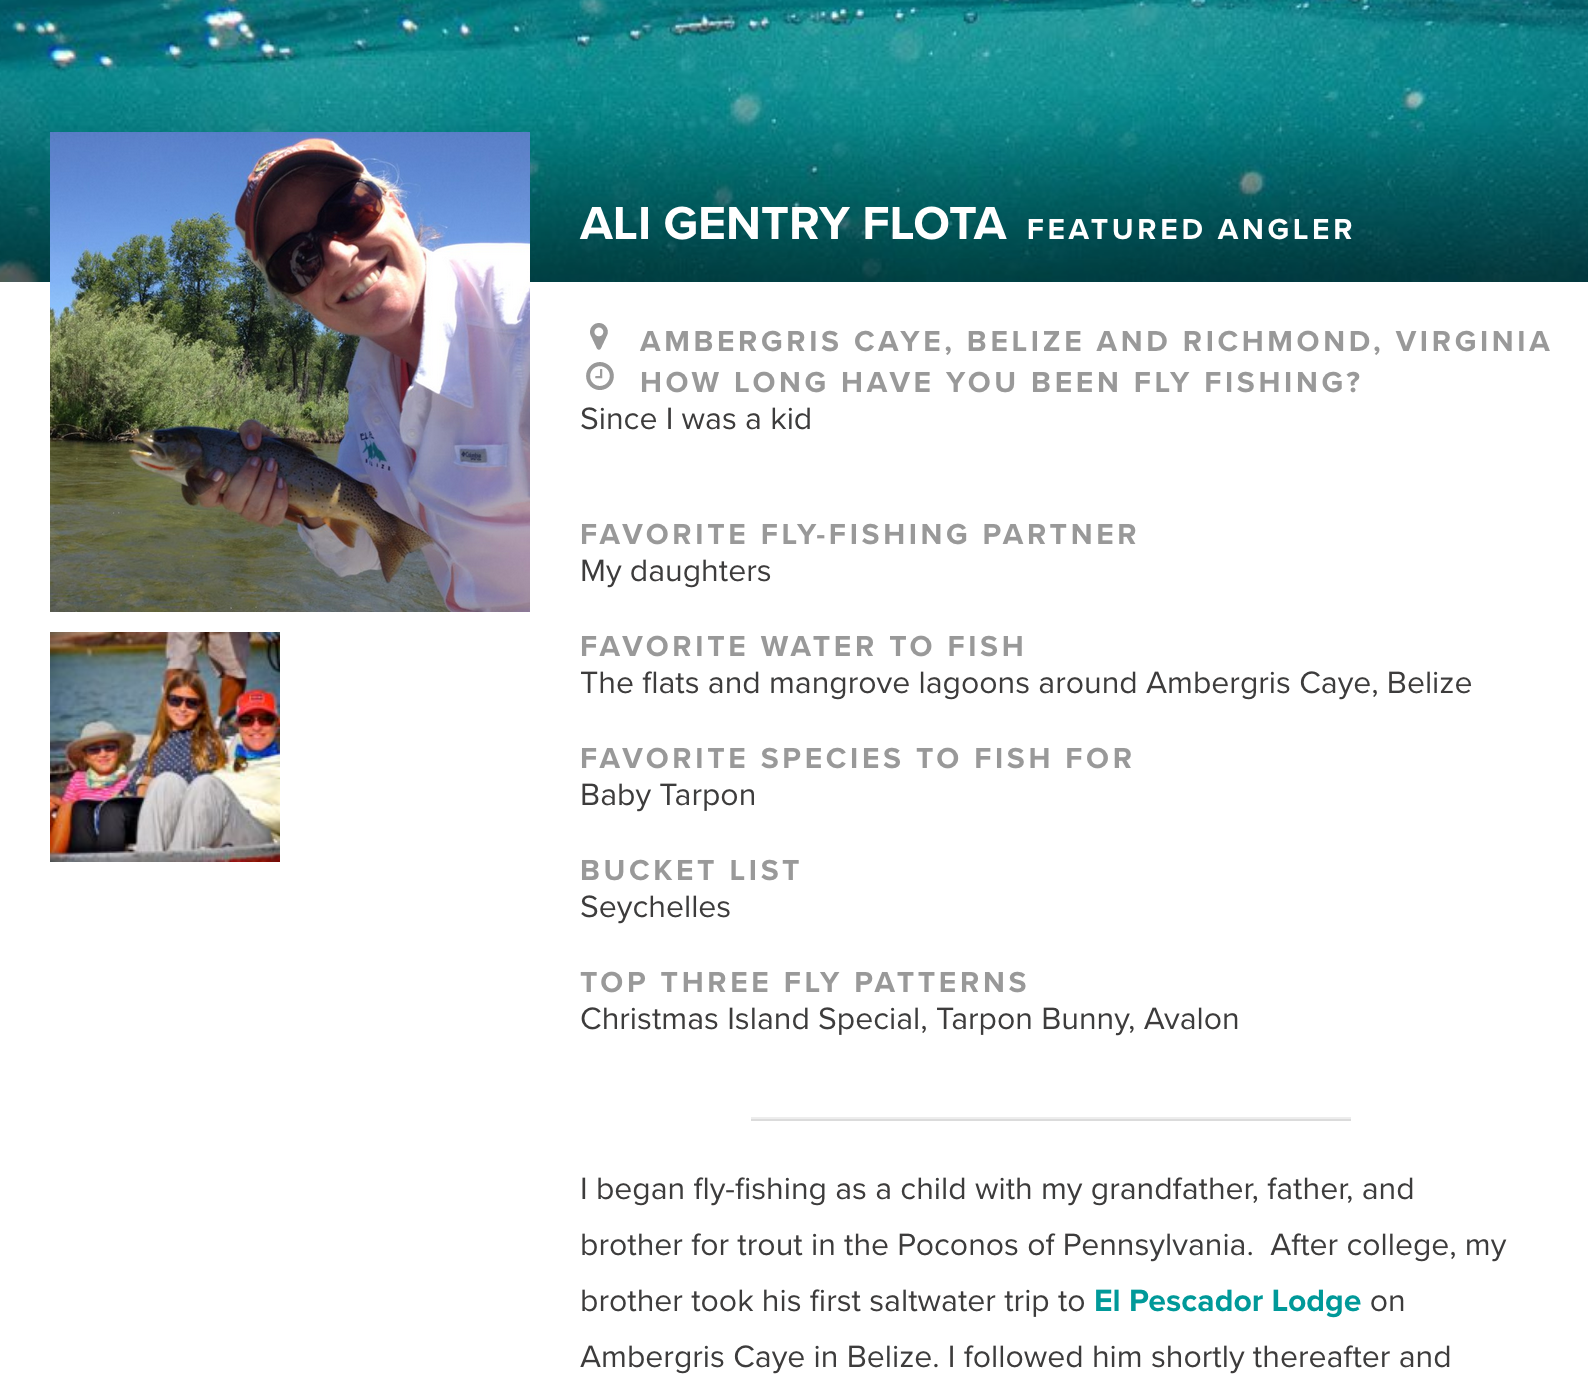 ALI GENTRY FLOTA FEATURED ANGLER
AMBERGRIS CAYE, BELIZE AND RICHMOND, VIRGINIA
HOW LONG HAVE YOU BEEN FLY FISHING?
Since I was a kid
FAVORITE FLY-FISHING PARTNER
My daughters
FAVORITE WATER TO FISH
The flats and mangrove lagoons around Ambergris Caye, Belize
FAVORITE SPECIES TO FISH FOR
Baby Tarpon
BUCKET LIST
Seychelles
TOP THREE FLY PATTERNS
Christmas Island Special, Tarpon Bunny, Avalon
I began fly-fishing as a child with my grandfather, father, and
brother for trout in the Poconos of Pennsylvania.  After college, my
brother took his first saltwater trip to El Pescador Lodge on
Ambergris Caye in Belize. I followed him shortly thereafter and